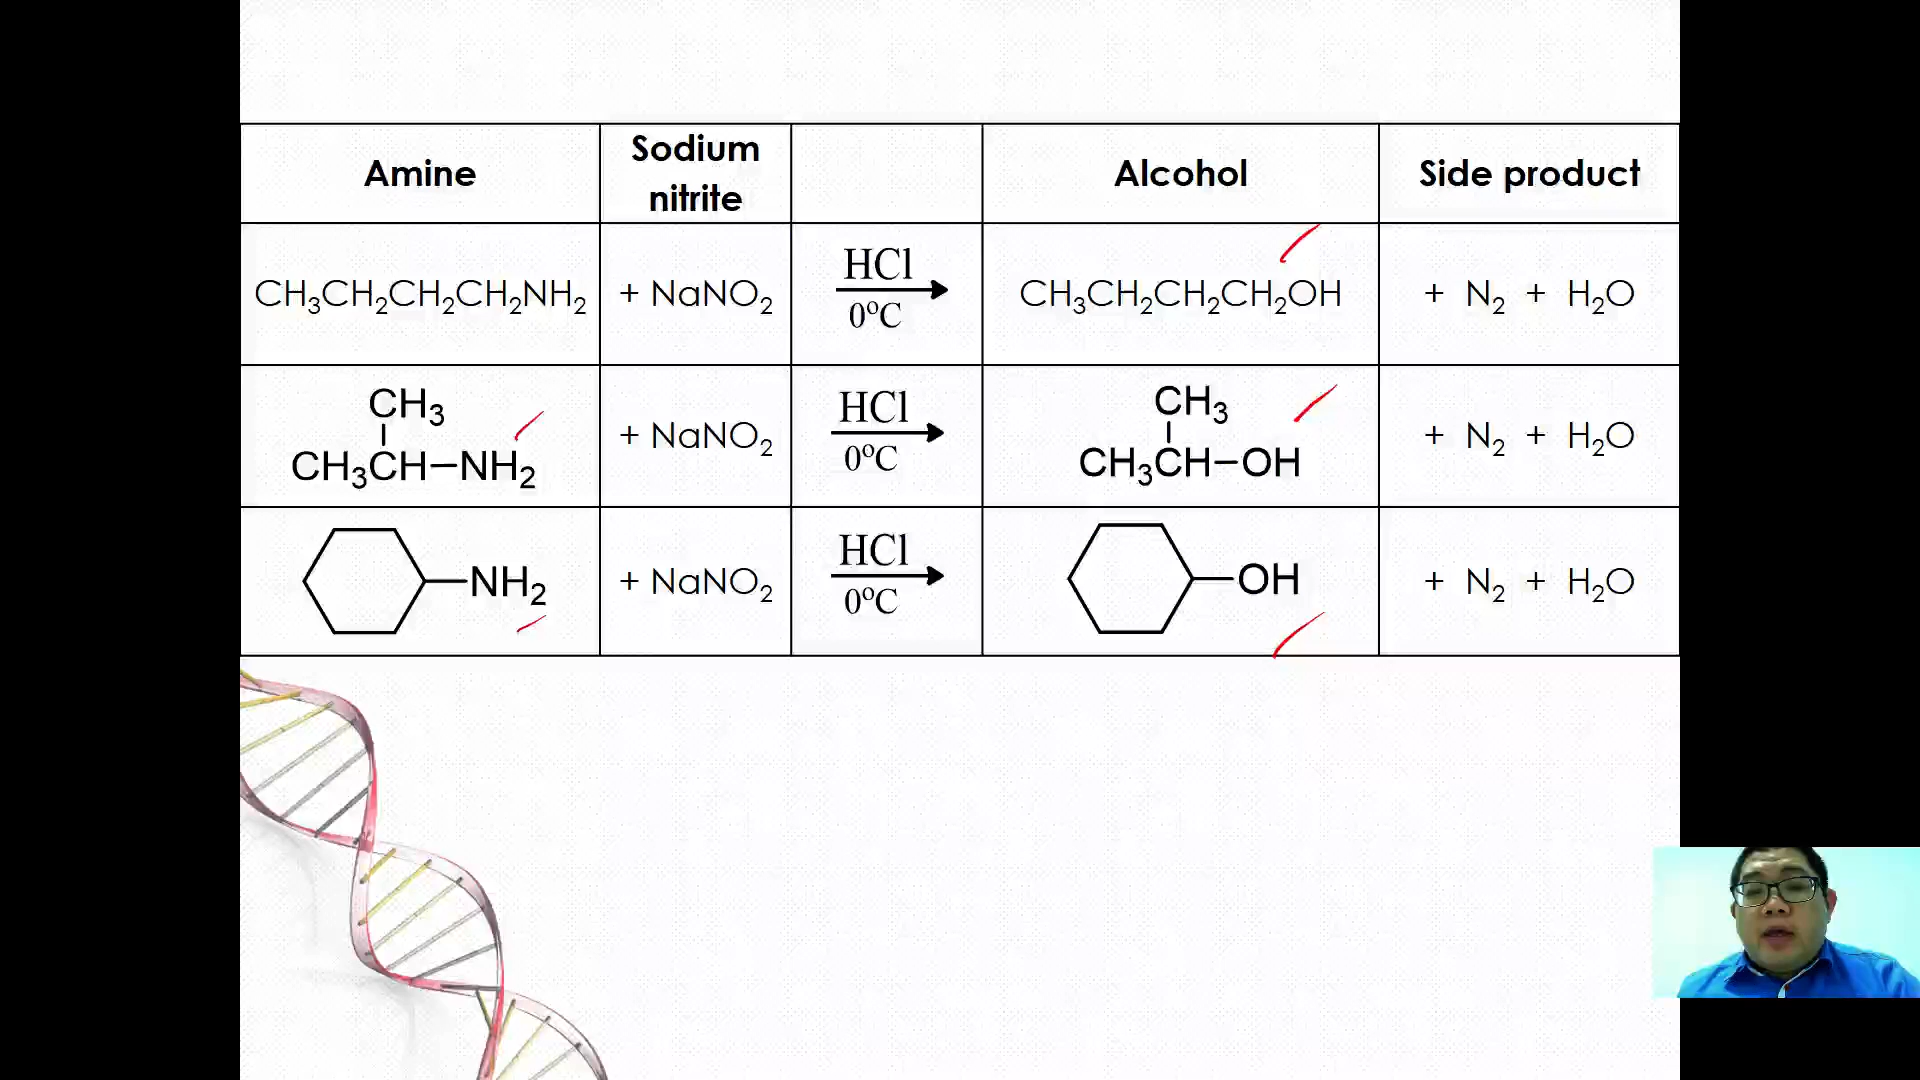 Amine Sodium nitrite Alcohol Side product
CH₃CH₂CH₂CH₂NH₂ + NaNO₂ HCl 0°C CH₃CH₂CH₂CH₂OH + N₂ + H₂O
CH₃
CH₃CH–NH₂ + NaNO₂ HCl 0°C
CH₃
CH₃CH–OH + N₂ + H₂O
–NH₂ + NaNO₂ HCl 0°C –OH + N₂ + H₂O